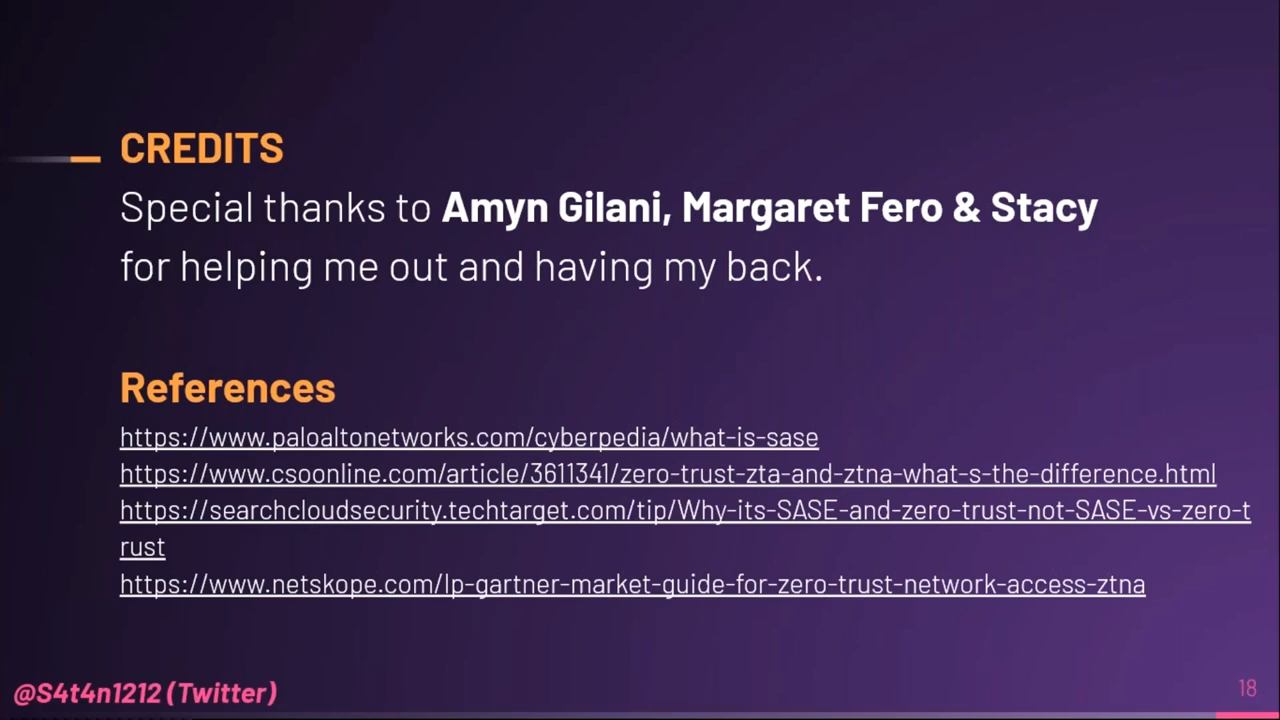 CREDITS
Special thanks to Amyn Gilani, Margaret Fero & Stacy
for helping me out and having my back.
References
https://www.paloaltonetworks.com/cyberpedia/what-is-sase
https://www.csoonline.com/article/3611341/zero-trust-zta-and-ztna-what-s-the-difference.html
https://searchcloudsecurity.techtarget.com/tip/Why-its-SASE-and-zero-trust-not-SASE-vs-zero-t
rust
https://www.netskope.com/lp-gartner-market-guide-for-zero-trust-network-access-ztna
@S4t4n1212 (Twitter)
18